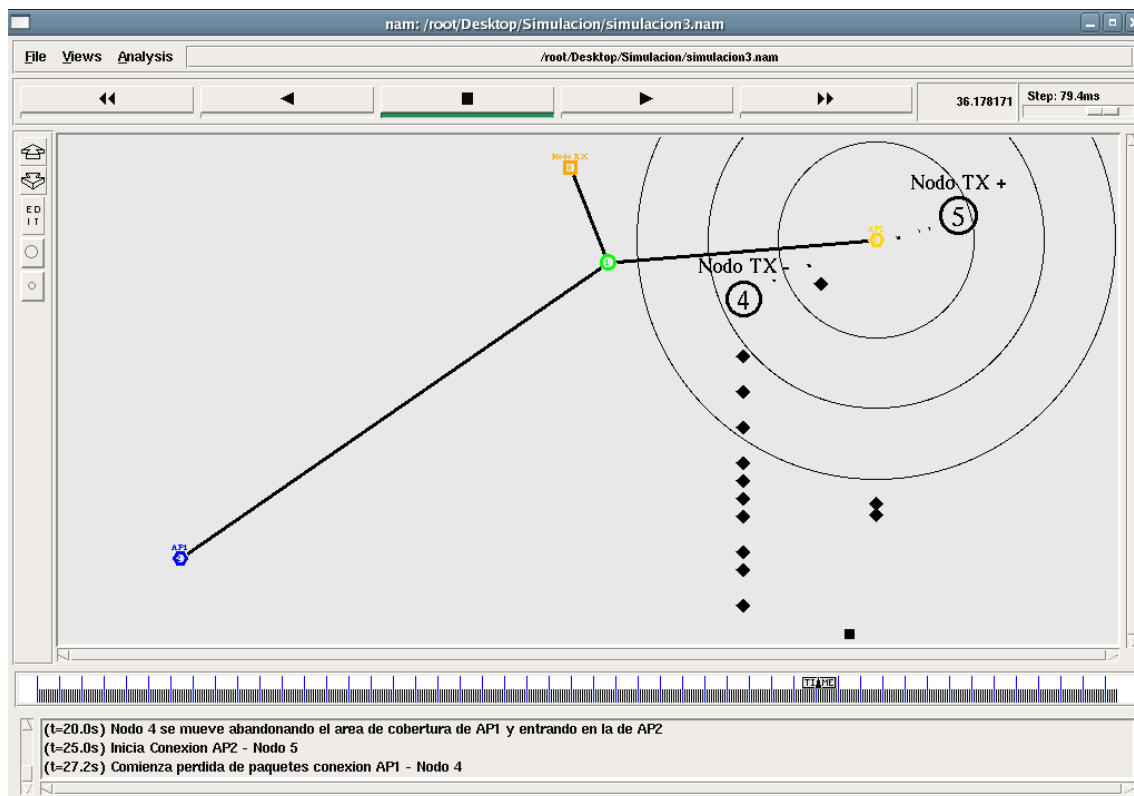 nam: /root/Desktop/Simulacion/simulacion3.nam
File Views Analysis /root/Desktop/Simulacion/simulacion3.nam
36.178171 Step: 79.4ms
ED
IT
Nodo RX
0
Nodo TX +
5
AP2
1
Nodo TX -
4
AP1
TIME
(t=20.0s) Nodo 4 se mueve abandonando el area de cobertura de AP1 y entrando en la de AP2
(t=25.0s) Inicia Conexion AP2 - Nodo 5
(t=27.2s) Comienza perdida de paquetes conexion AP1 - Nodo 4